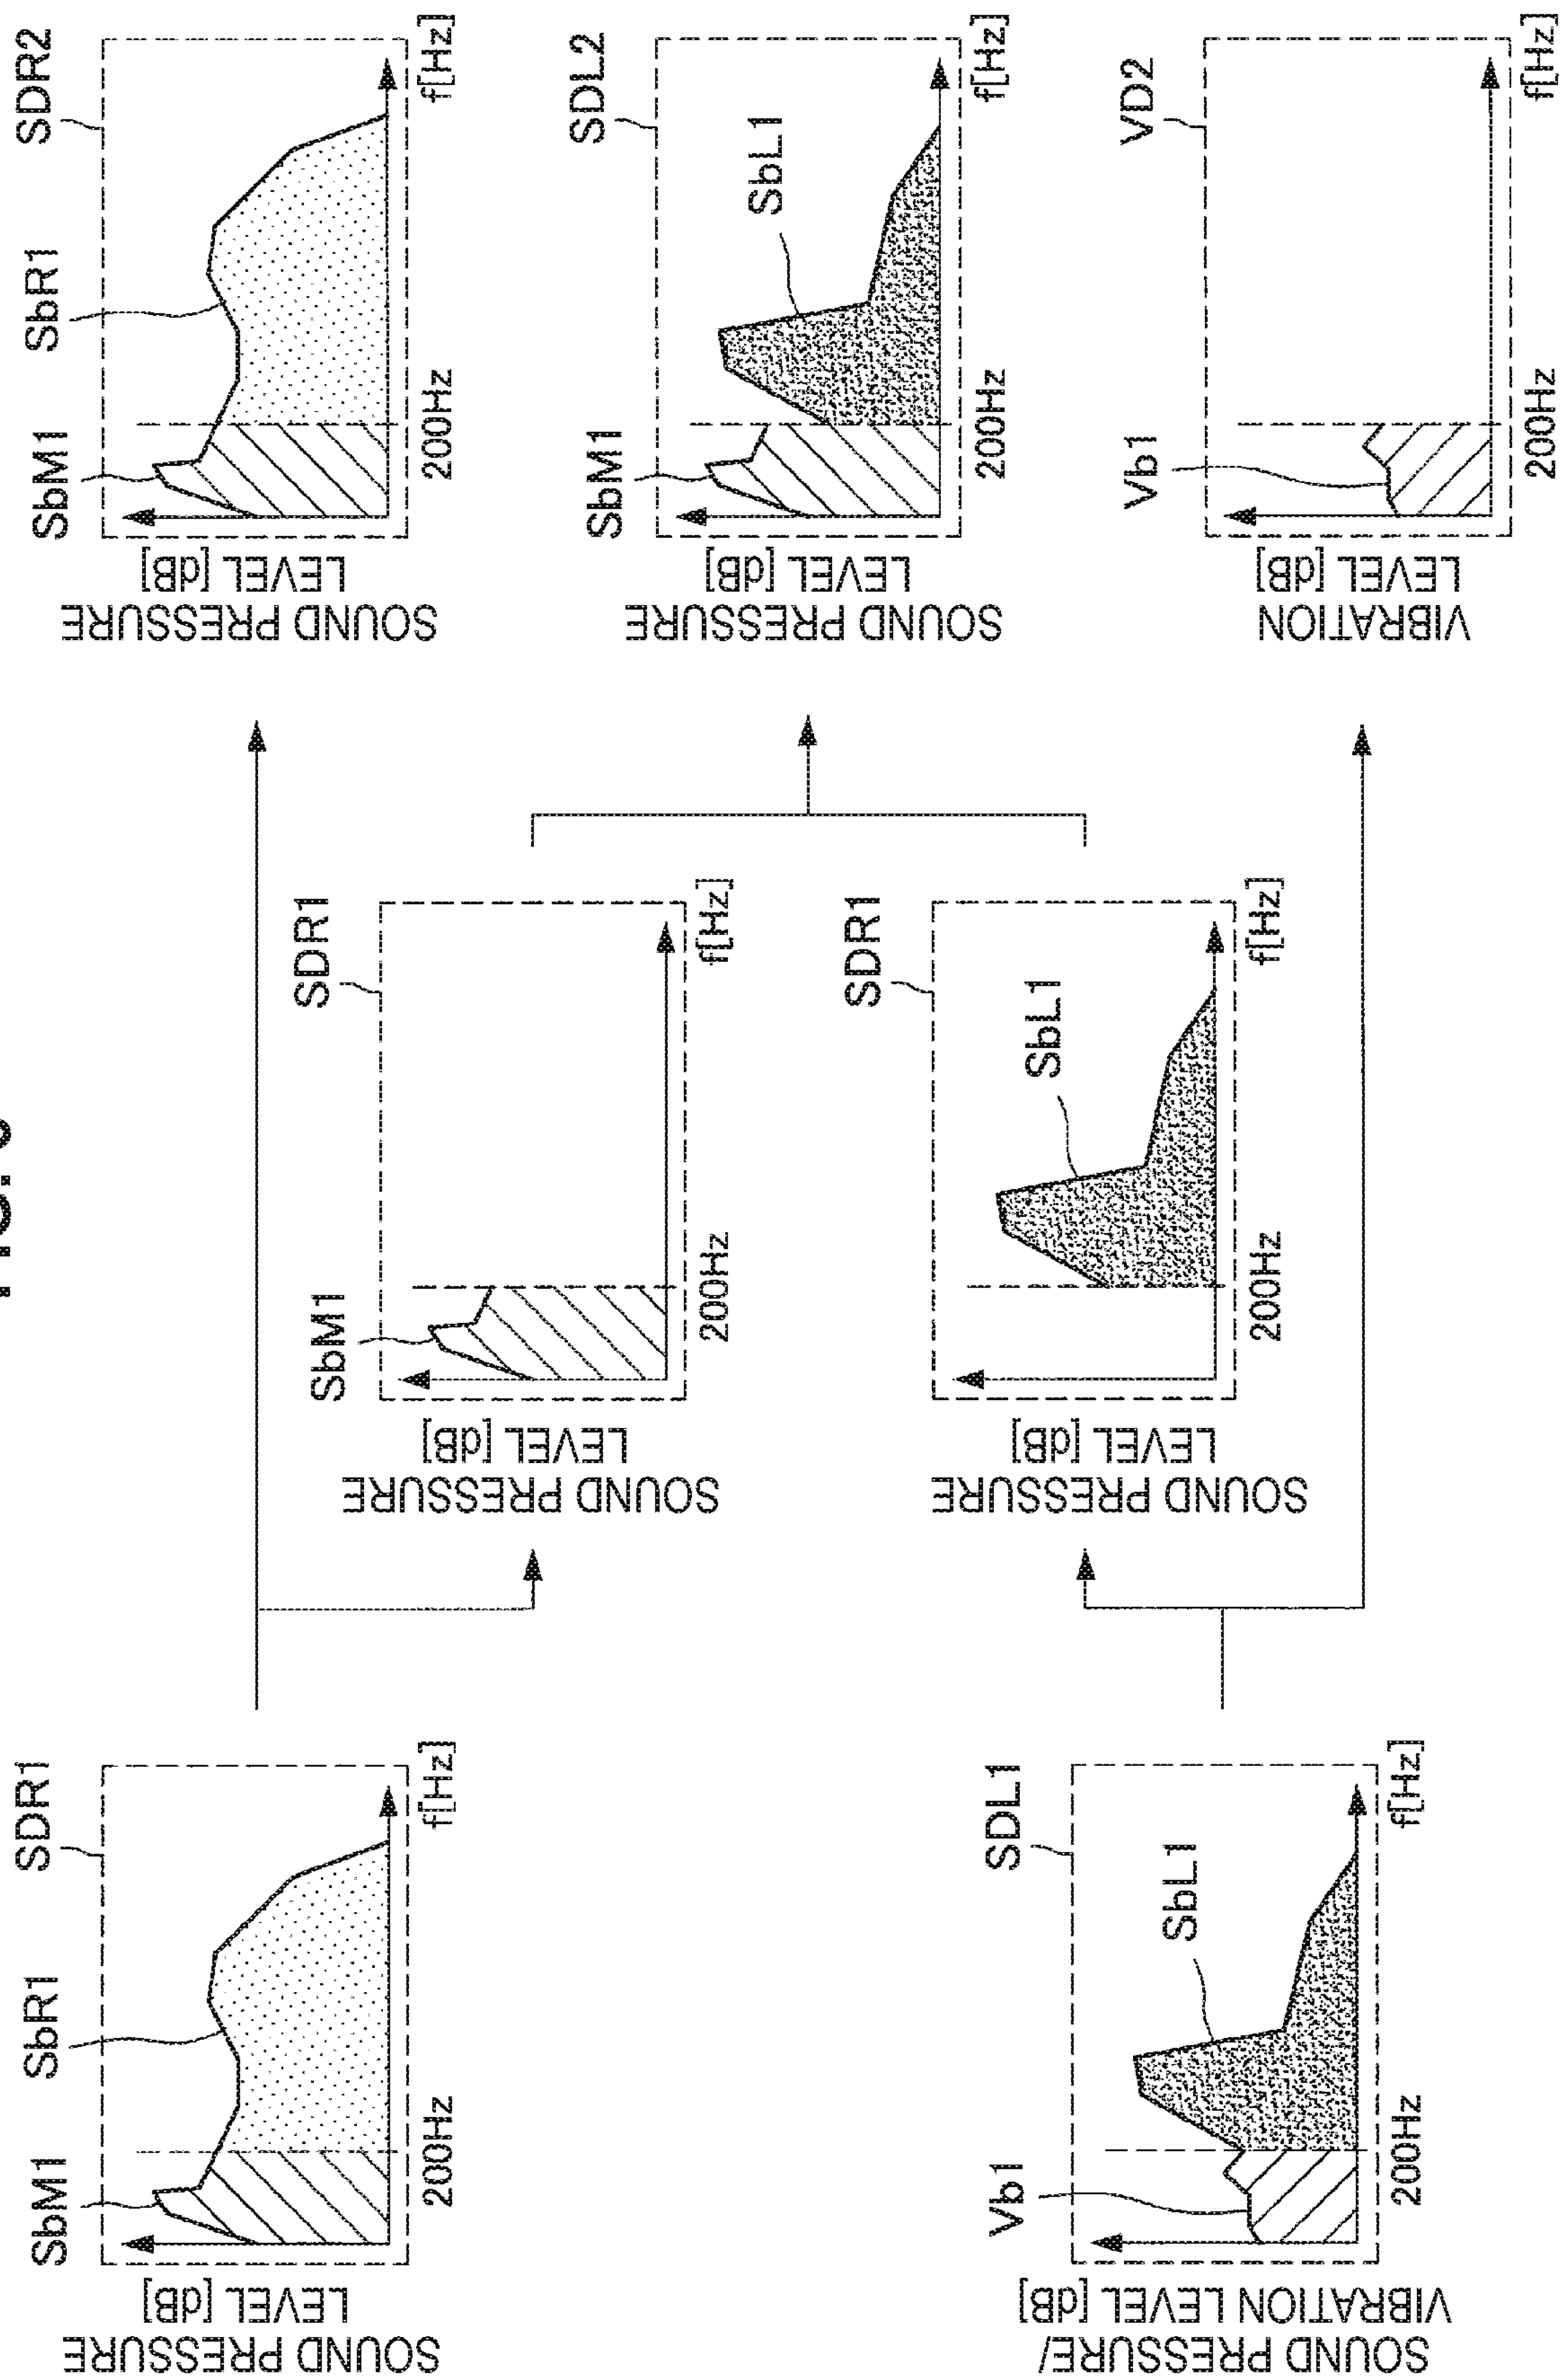 FIG.
SOUND PRESSURE
LEVEL [dB]
SbM1
SbR1
SDR1
200Hz
f[Hz]
SOUND PRESSURE/
VIBRATION LEVEL [dB]
Vb1
SbL1
SDL1
200Hz
f[Hz]
SOUND PRESSURE
LEVEL [dB]
SbM1
SDR1
200Hz
f[Hz]
SOUND PRESSURE
LEVEL [dB]
SbL1
SDR1
200Hz
f[Hz]
SOUND PRESSURE
LEVEL [dB]
SbM1
SbR1
SDR2
200Hz
f[Hz]
SOUND PRESSURE
LEVEL [dB]
SbM1
SbL1
SDL2
200Hz
f[Hz]
VIBRATION
LEVEL [dB]
Vb1
VD2
200Hz
f[Hz]